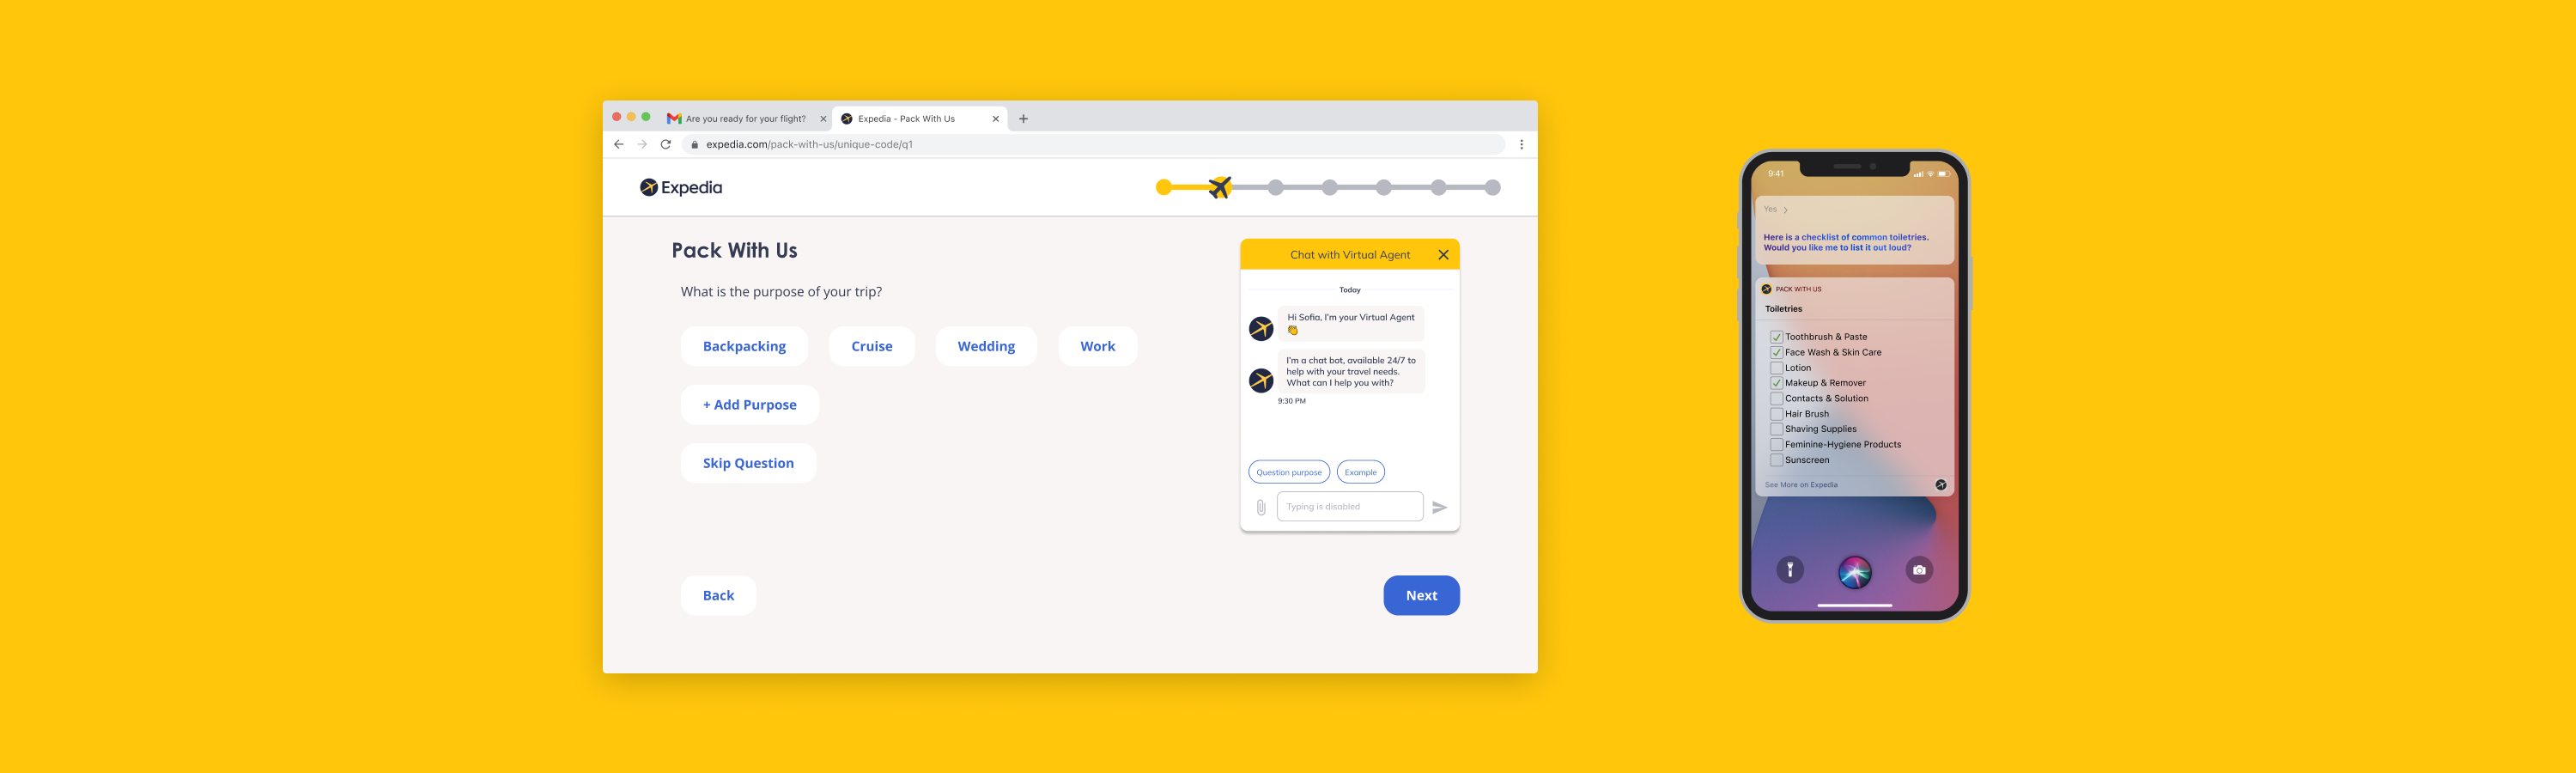 Are you ready for your flight?
Expedia - Pack With Us
expedia.com/pack-with-us/unique-code/q1
Expedia
Pack With Us
What is the purpose of your trip?
Backpacking
Cruise
Wedding
Work
+ Add Purpose
Skip Question
Back
Next
Chat with Virtual Agent
Today
Hi Sofia, I'm your Virtual Agent
👏
I'm a chat bot, available 24/7 to
help with your travel needs.
What can I help you with?
9:30 PM
Question purpose
Example
Typing is disabled
9:41
Yes >
Here is a checklist of common toiletries.
Would you like me to list it out loud?
PACK WITH US
Toiletries
Toothbrush & Paste
Face Wash & Skin Care
Lotion
Makeup & Remover
Contacts & Solution
Hair Brush
Shaving Supplies
Feminine-Hygiene Products
Sunscreen
See More on Expedia